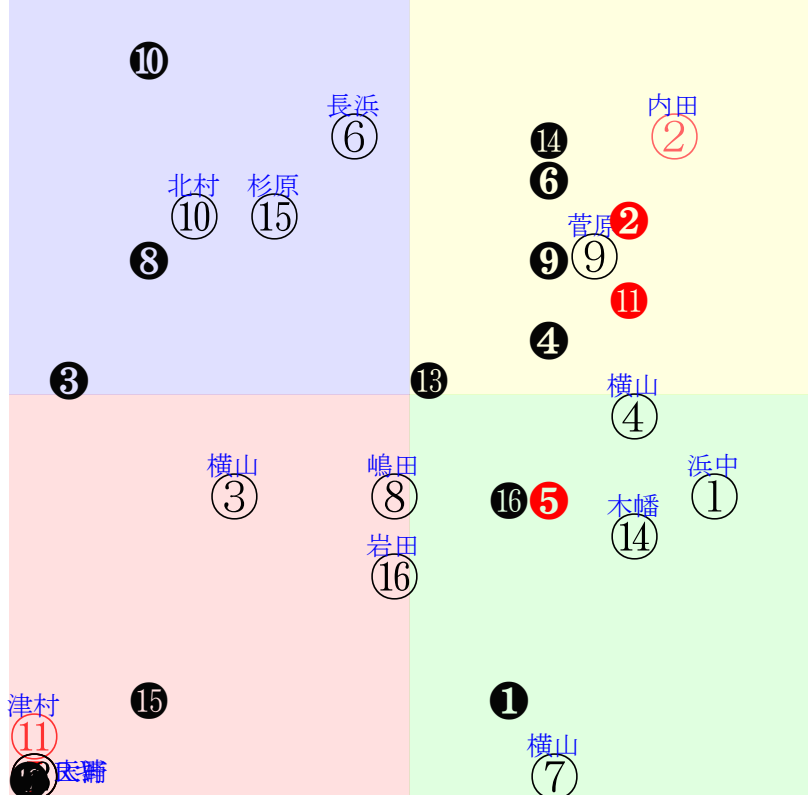 ❿
長浜
⑥
内田
②
⓮
❻
北村
⑩
杉原
⑮
菅原
⑨
❷
❽
❾
⓫
❹
❸
⓭
横山
④
横山
③
嶋田
⑧
⓰
❺
浜中
①
木幡
⑭
岩田
⑯
津村
⑪
⓯
❶
横山
⑦